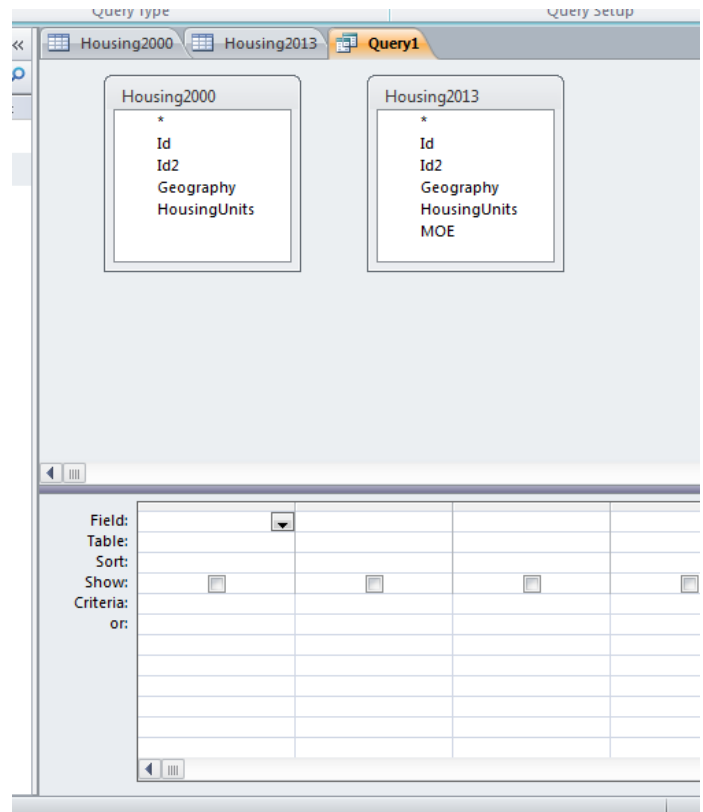 Query Type Query Setup
« Housing2000 Housing2013 Query1
Housing2000 Housing2013
* *
Id Id
Id2 Id2
Geography Geography
HousingUnits HousingUnits
MOE
Field:
Table:
Sort:
Show:
Criteria:
or: